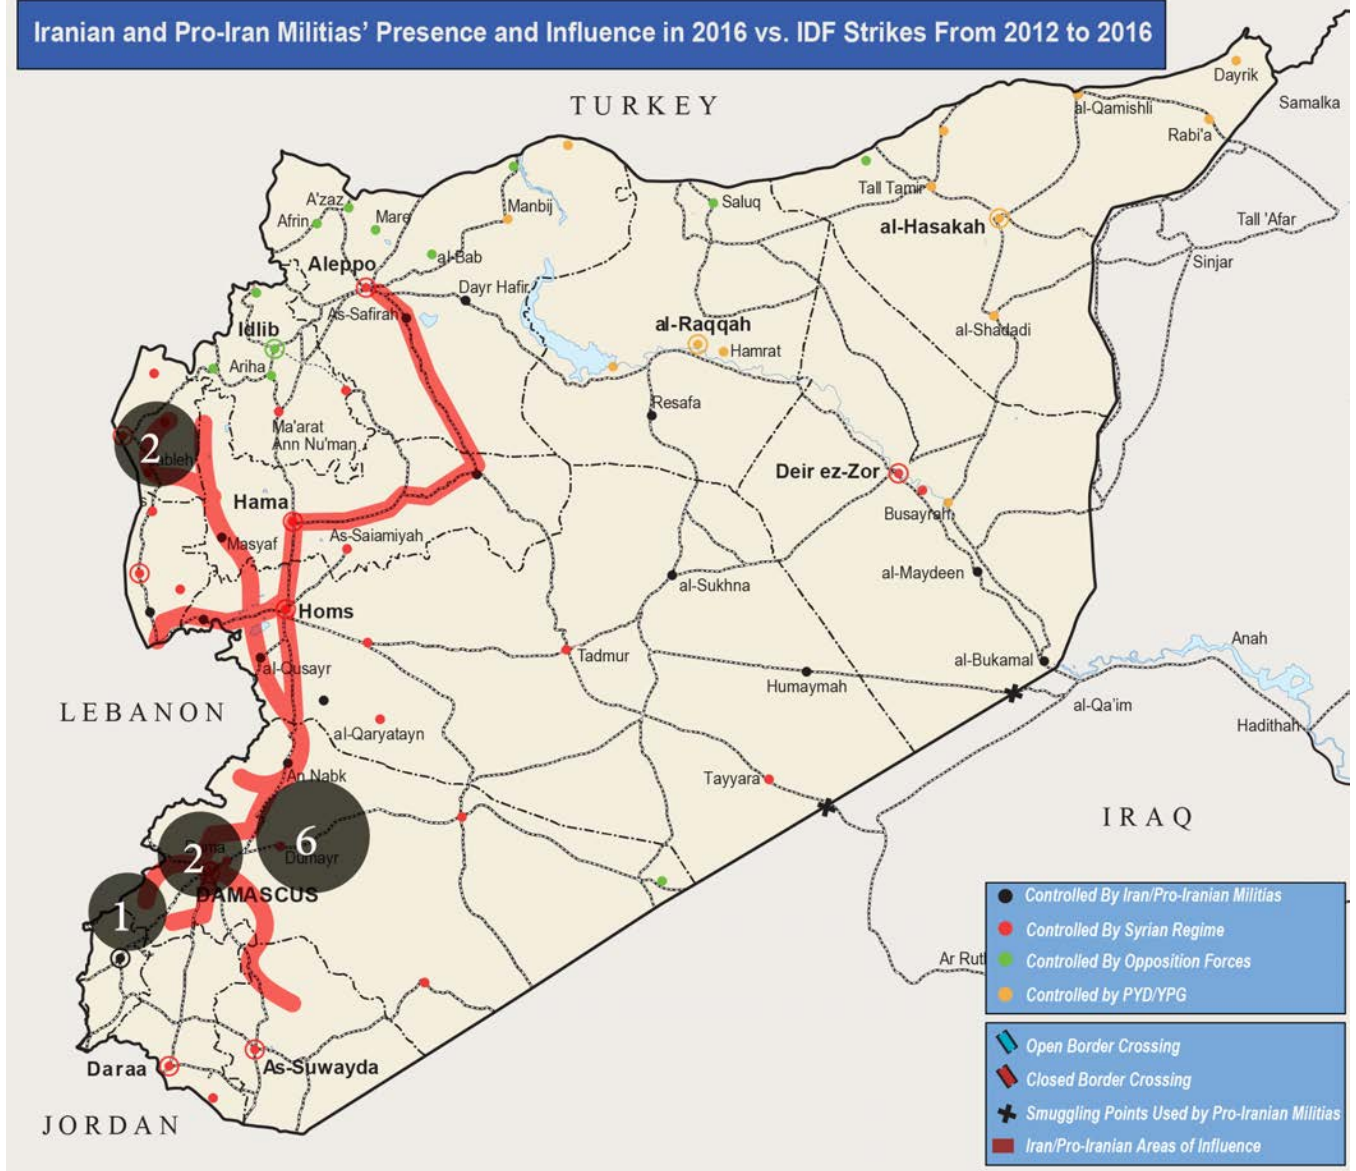 Iranian and Pro-Iran Militias' Presence and Influence in 2016 vs. IDF Strikes From 2012 to 2016
TURKEY
Dayrik
Samalka
al-Qamishli
Rabi'a
Tall Tamir
Saluq
A'zaz
Afrin
Mare
Manbij
al-Hasakah
Tall 'Afar
al-Bab
Sinjar
Aleppo
Dayr Hafir
As-Safirah
Idlib
al-Raqqah
al-Shadadi
Hamrat
Ariha
Resafa
Ma'arat
Ann Nu'man
2
Deir ez-Zor
Hama
Busayrah
As-Saiamiyah
Masyaf
al-Maydeen
al-Sukhna
Homs
Anah
Tadmur
al-Bukamal
al-Qusayr
Humaymah
al-Qa'im
LEBANON
Hadithah
al-Qaryatayn
An Nabk
Tayyara
IRAQ
6
2
Dumayr
DAMASCUS
1
Ar Rut
Daraa
As-Suwayda
JORDAN
Controlled By Iran/Pro-Iranian Militias
Controlled By Syrian Regime
Controlled By Opposition Forces
Controlled by PYD/YPG
Open Border Crossing
Closed Border Crossing
Smuggling Points Used by Pro-Iranian Militias
Iran/Pro-Iranian Areas of Influence